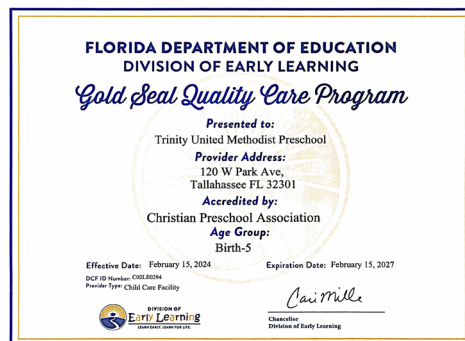 FLORIDA DEPARTMENT OF EDUCATION
DIVISION OF EARLY LEARNING
Gold Seal Quality Care Program
Presented to:
Trinity United Methodist Preschool
Provider Address:
120 W Park Ave,
Tallahassee FL 32301
Accredited by:
Christian Preschool Association
Age Group:
Birth-5
Effective Date: February 15, 2024 Expiration Date: February 15, 2027
DCF ID Number: C02LE0294
Provider Type: Child Care Facility
Cari Mille
Chancellor
Division of Early Learning
DIVISION OF
Early Learning
LEARN EARLY. LEARN FOR LIFE.